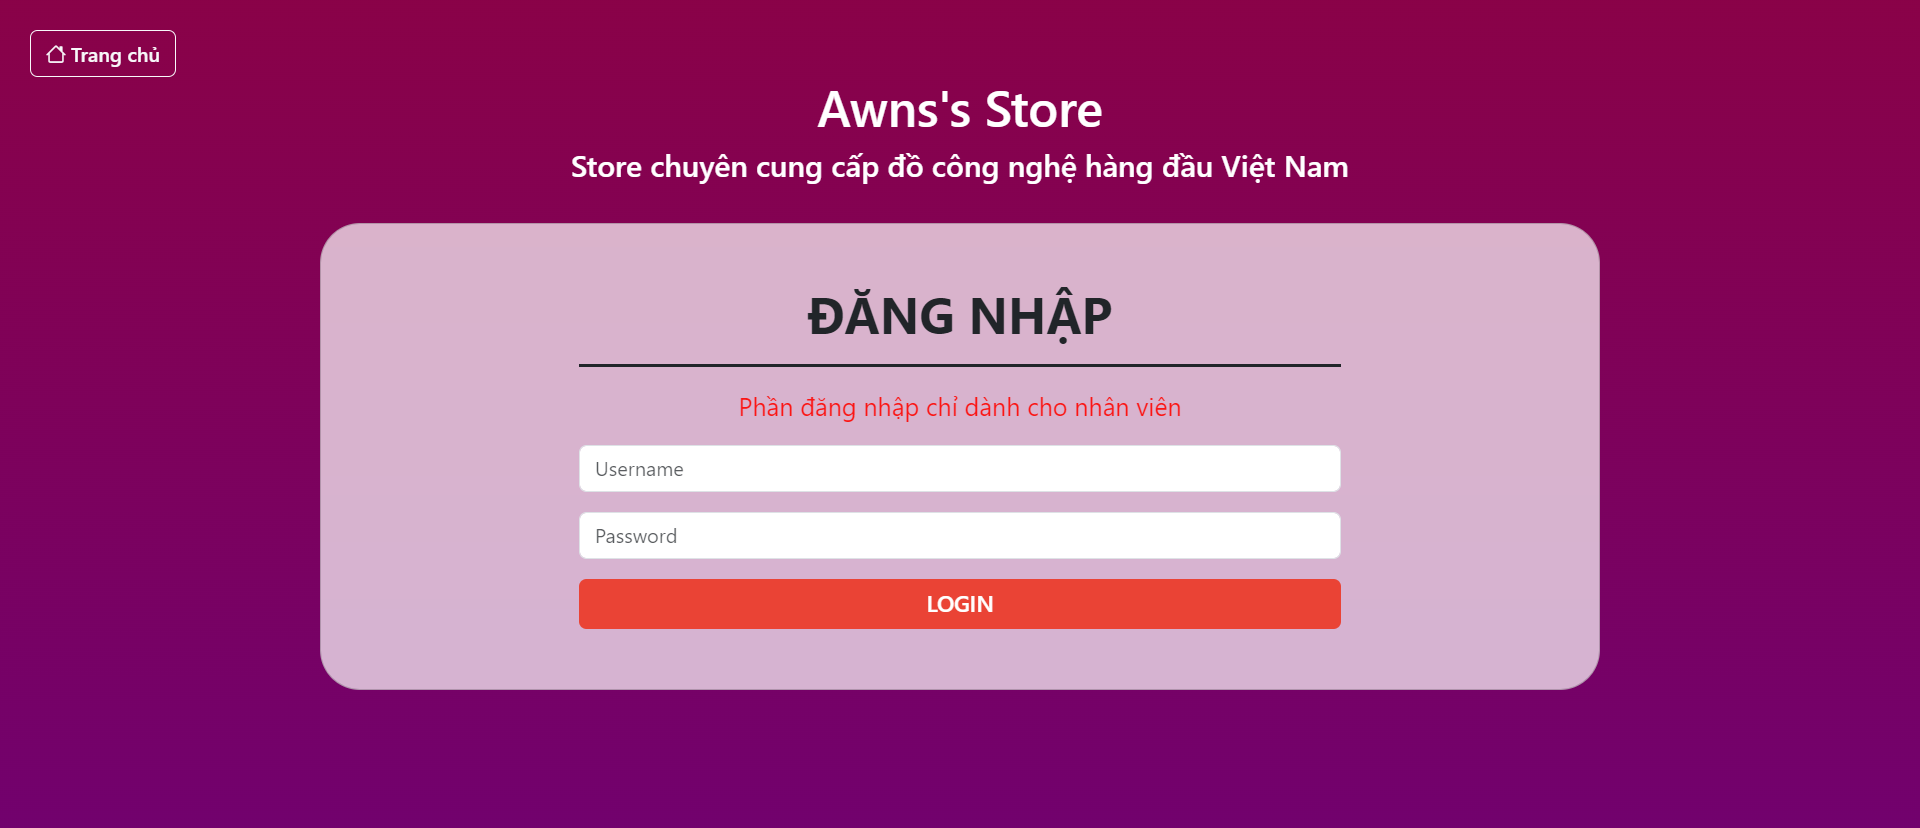 Trang chủ
Awns's Store
Store chuyên cung cấp đồ công nghệ hàng đầu Việt Nam
ĐĂNG NHẬP
Phần đăng nhập chỉ dành cho nhân viên
Username
Password
LOGIN